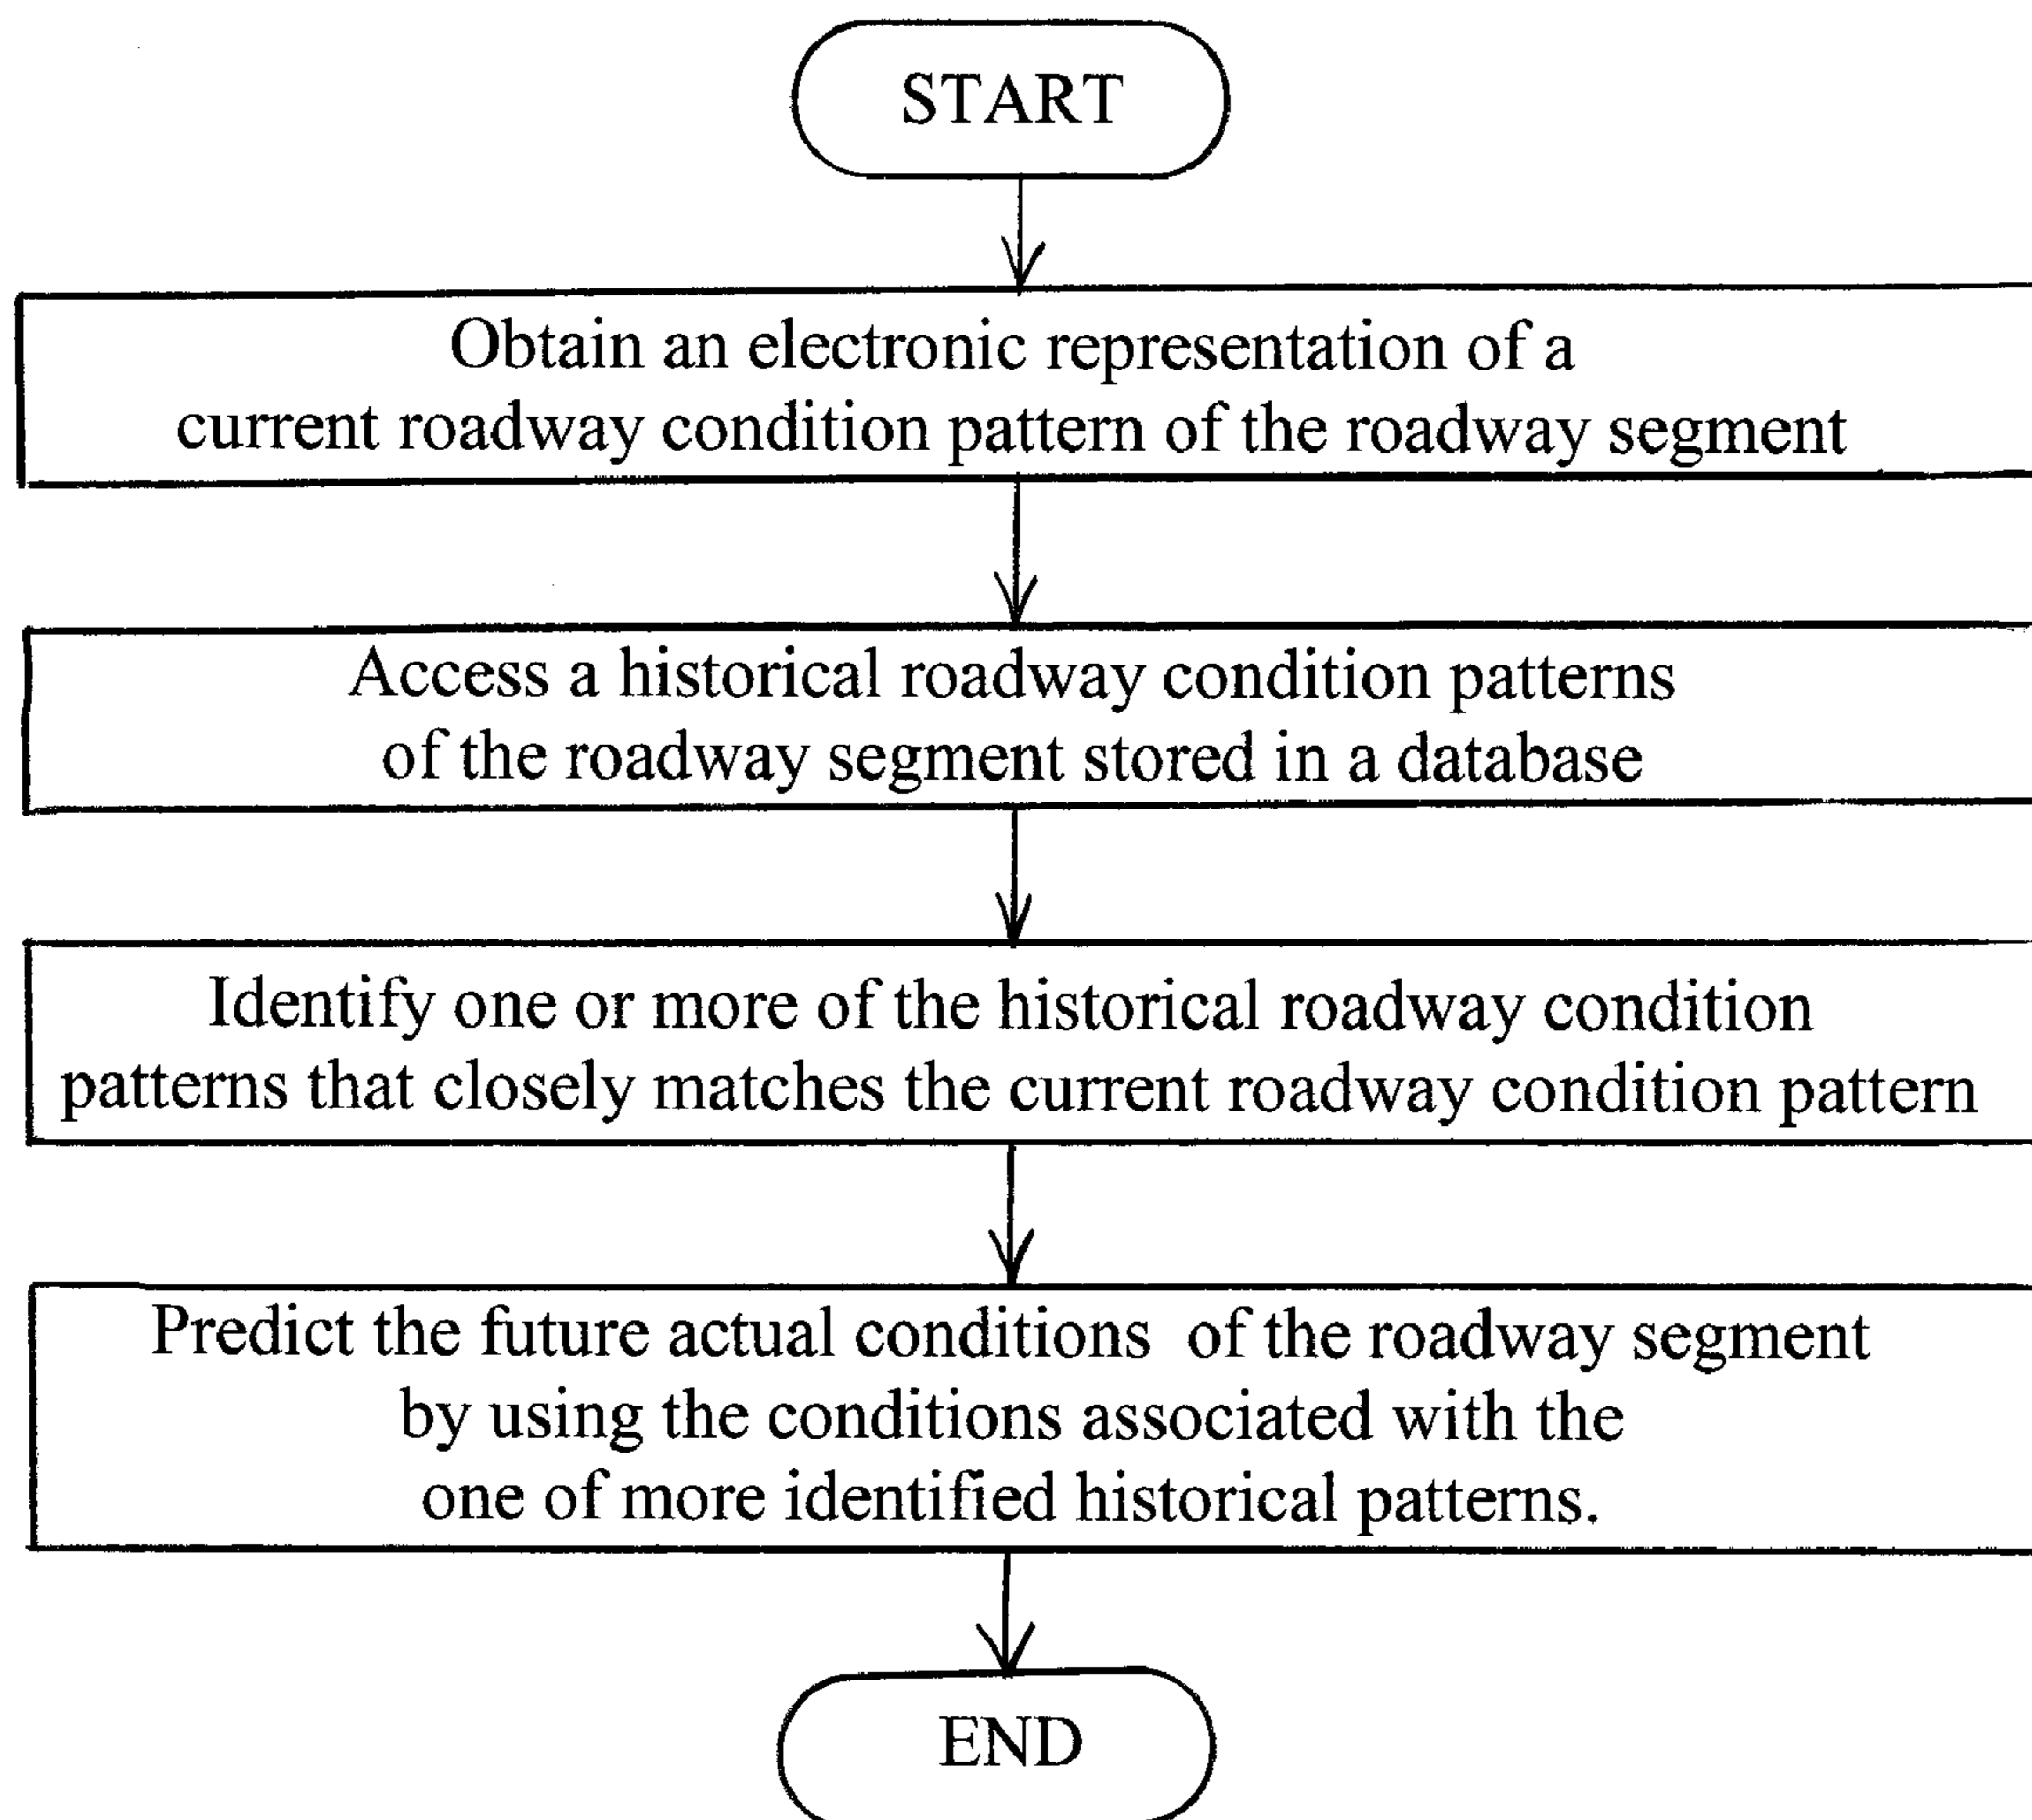 START
Obtain an electronic representation of a
current roadway condition pattern of the roadway segment
Access a historical roadway condition patterns
of the roadway segment stored in a database
Identify one or more of the historical roadway condition
patterns that closely matches the current roadway condition pattern
Predict the future actual conditions of the roadway segment
by using the conditions associated with the
one of more identified historical patterns.
END